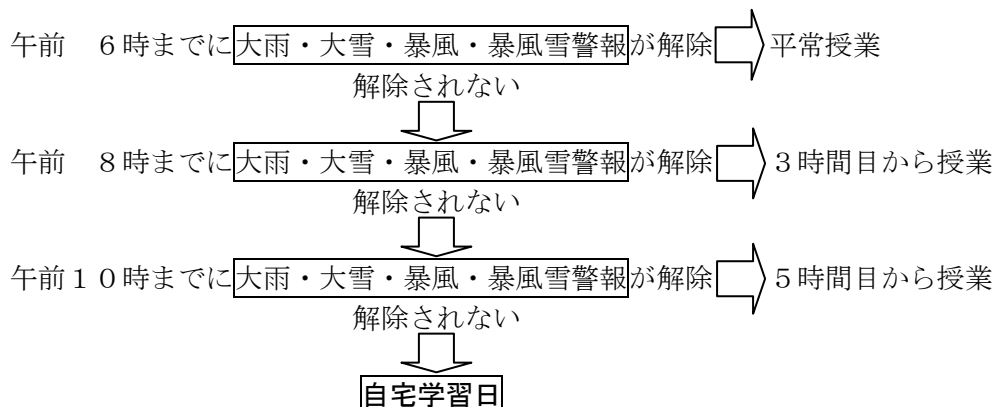 午前　６時までに大雨・大雪・暴風・暴風雪警報が解除　平常授業
解除されない
午前　８時までに大雨・大雪・暴風・暴風雪警報が解除　３時間目から授業
解除されない
午前１０時までに大雨・大雪・暴風・暴風雪警報が解除　５時間目から授業
解除されない
自宅学習日